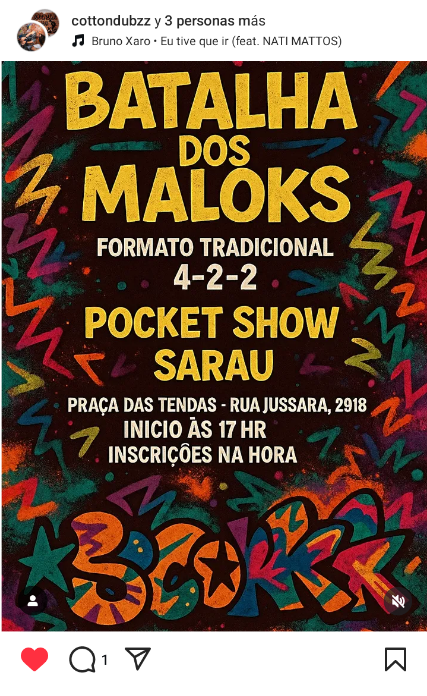 cottondubzz y 3 personas más
Bruno Xaro • Eu tive que ir (feat. NATI MATTOS)
BATALHA
DOS
MALOKS
FORMATO TRADICIONAL
4-2-2
POCKET SHOW
SARAU
PRAÇA DAS TENDAS - RUA JUSSARA, 2918
INICIO ÀS 17 HR
INSCRIÇÕES NA HORA
1